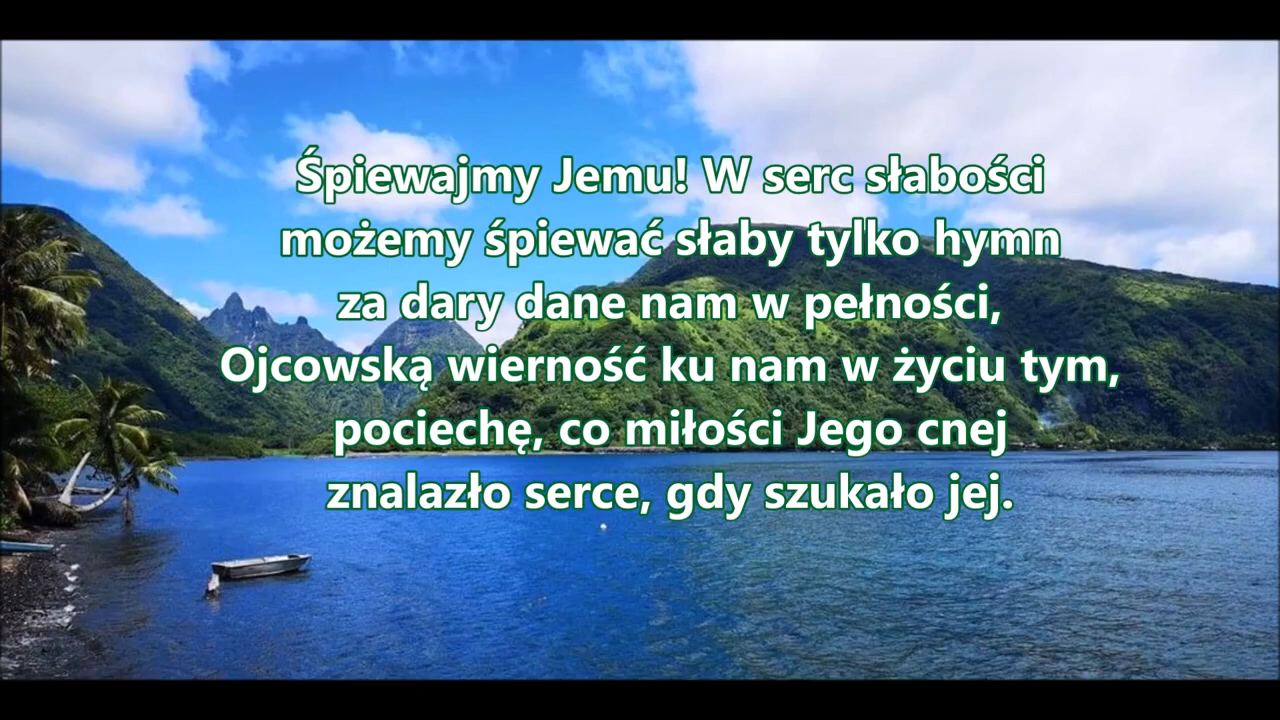 Śpiewajmy Jemu! W serc słabości
możemy śpiewać słaby tylko hymn
za dary dane nam w pełności,
Ojcowską wierność ku nam w życiu tym,
pociechę, co miłości Jego cnej
znalazło serce, gdy szukało jej.